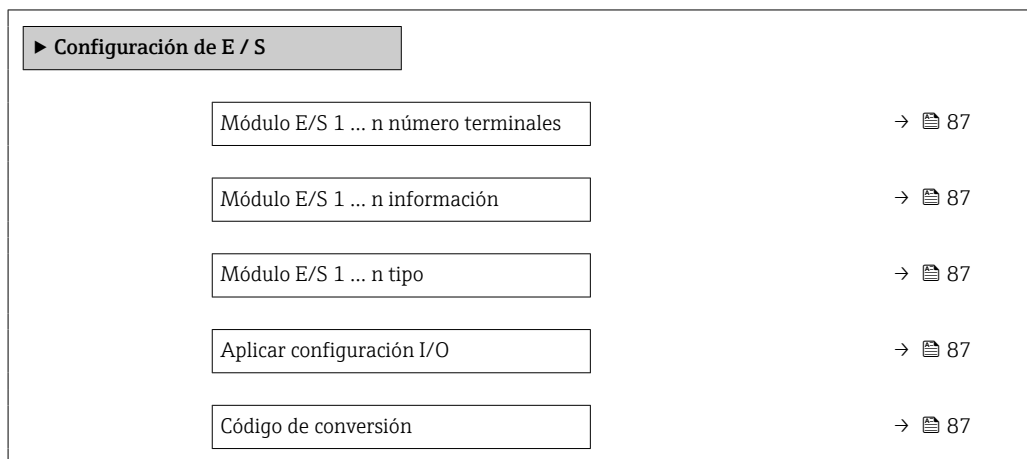 ► Configuración de E / S
Módulo E/S 1 ... n número terminales → 87
Módulo E/S 1 ... n información → 87
Módulo E/S 1 ... n tipo → 87
Aplicar configuración I/O → 87
Código de conversión → 87